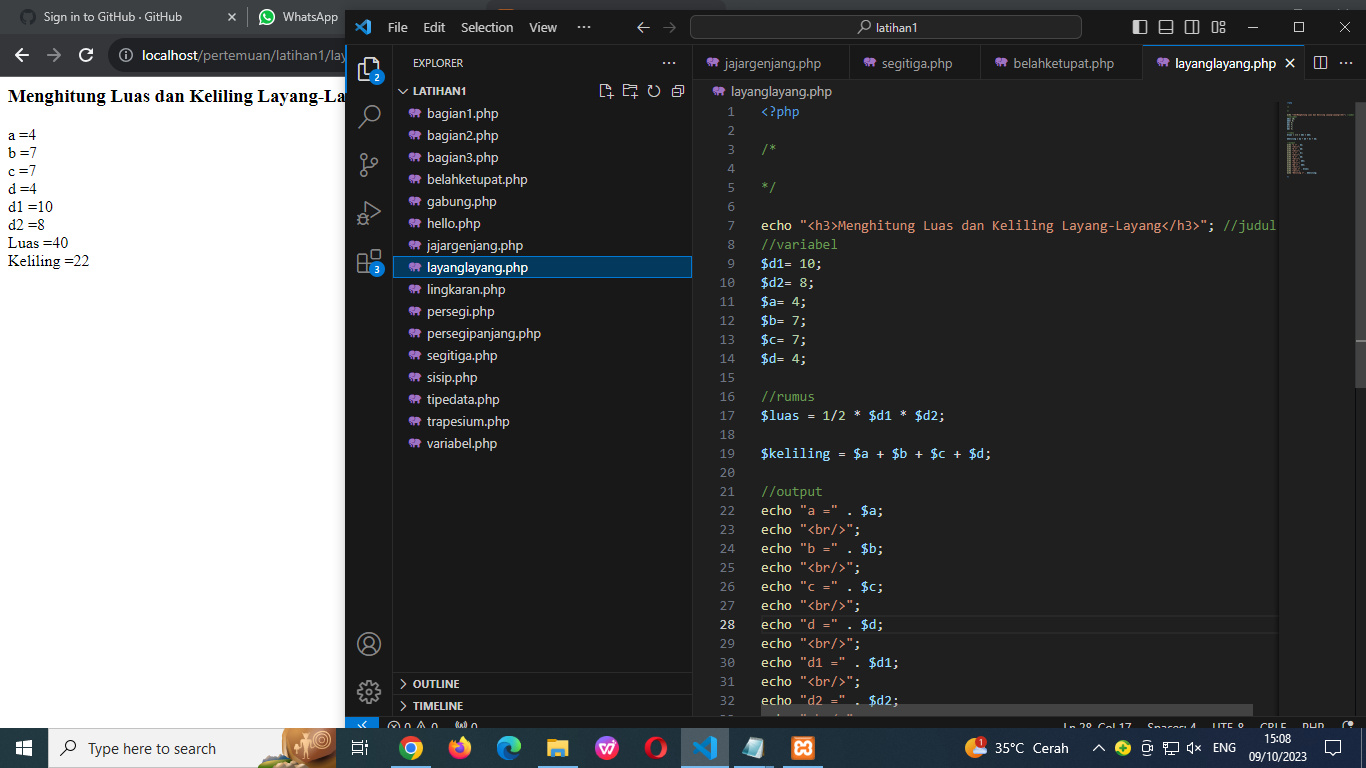 Sign in to GitHub · GitHub
WhatsApp
File Edit Selection View ···
latihan1
localhost/pertemuan/latihan1/lay
Menghitung Luas dan Keliling Layang-La
a =4
b =7
c =7
d =4
d1 =10
d2 =8
Luas =40
Keliling =22
2
3
EXPLORER
LATIHAN1
bagian1.php
bagian2.php
bagian3.php
belahketupat.php
gabung.php
hello.php
jajargenjang.php
layanglayang.php
lingkaran.php
persegi.php
persegipanjang.php
segitiga.php
sisip.php
tipedata.php
trapesium.php
variabel.php
OUTLINE
TIMELINE
jajargenjang.php segitiga.php belahketupat.php layanglayang.php
layanglayang.php
1 <?php
2
3 /*
4
5 */
6
7 echo "<h3>Menghitung Luas dan Keliling Layang-Layang</h3>"; //judul
8 //variabel
9 $d1= 10;
10 $d2= 8;
11 $a= 4;
12 $b= 7;
13 $c= 7;
14 $d= 4;
15
16 //rumus
17 $luas = 1/2 * $d1 * $d2;
18
19 $keliling = $a + $b + $c + $d;
20
21 //output
22 echo "a =" . $a;
23 echo "<br/>";
24 echo "b =" . $b;
25 echo "<br/>";
26 echo "c =" . $c;
27 echo "<br/>";
28 echo "d =" . $d;
29 echo "<br/>";
30 echo "d1 =" . $d1;
31 echo "<br/>";
32 echo "d2 =" . $d2;
0 0 0 Ln 28, Col 17 Spaces: 4 UTF-8 CRLF PHP
Type here to search
1
35°C Cerah
ENG
15:08
09/10/2023